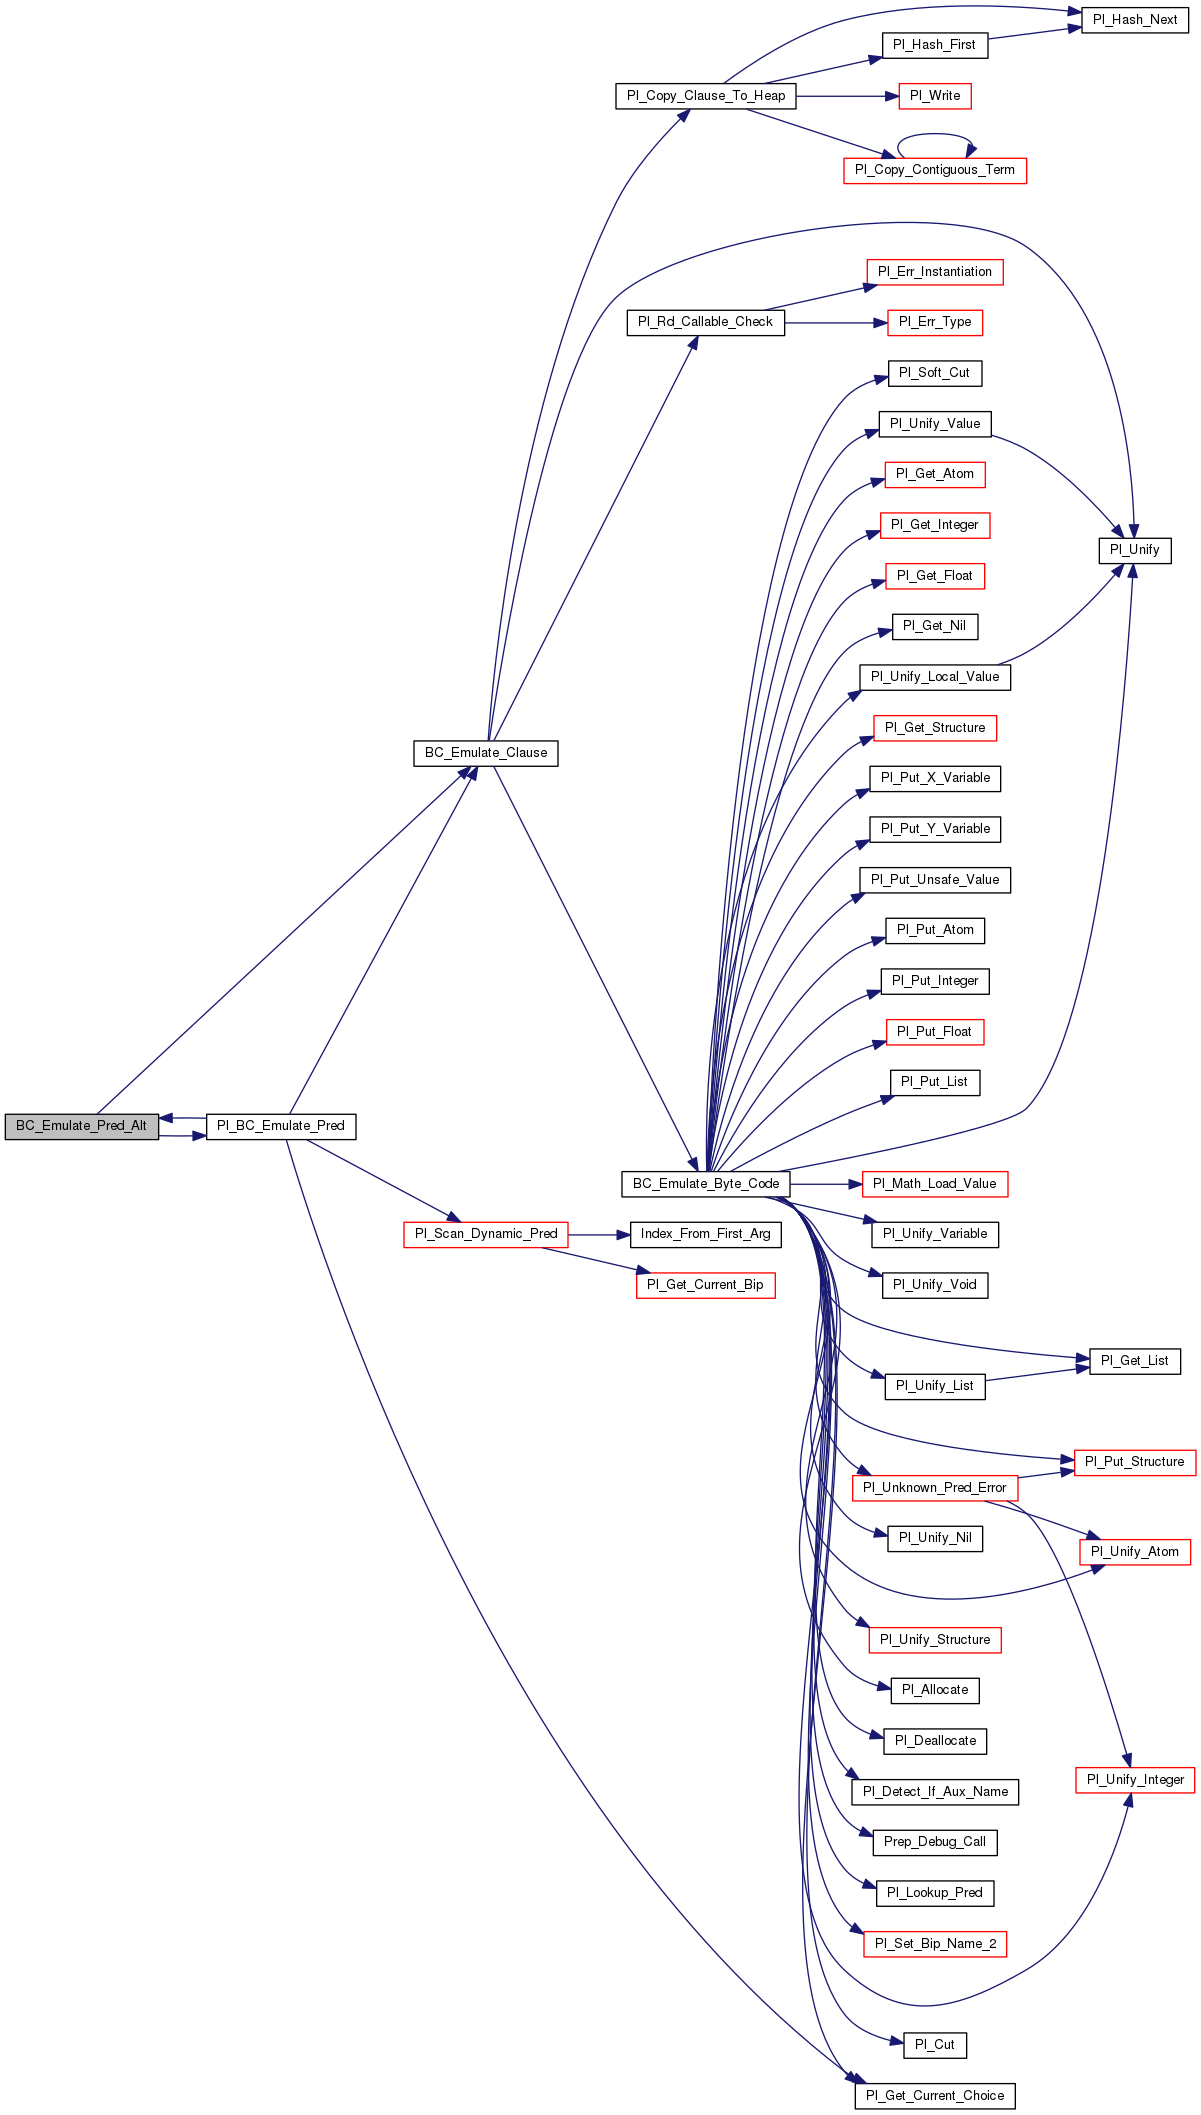 Pl_Hash_Next
Pl_Hash_First
Pl_Copy_Clause_To_Heap
Pl_Write
Pl_Copy_Contiguous_Term
Pl_Err_Instantiation
Pl_Rd_Callable_Check
Pl_Err_Type
Pl_Soft_Cut
Pl_Unify_Value
Pl_Get_Atom
Pl_Get_Integer
Pl_Unify
Pl_Get_Float
Pl_Get_Nil
Pl_Unify_Local_Value
Pl_Get_Structure
BC_Emulate_Clause
Pl_Put_X_Variable
Pl_Put_Y_Variable
Pl_Put_Unsafe_Value
Pl_Put_Atom
Pl_Put_Integer
Pl_Put_Float
Pl_Put_List
BC_Emulate_Pred_Alt
Pl_BC_Emulate_Pred
BC_Emulate_Byte_Code
Pl_Math_Load_Value
Pl_Scan_Dynamic_Pred
Index_From_First_Arg
Pl_Unify_Variable
Pl_Get_Current_Bip
Pl_Unify_Void
Pl_Get_List
Pl_Unify_List
Pl_Put_Structure
Pl_Unknown_Pred_Error
Pl_Unify_Nil
Pl_Unify_Atom
Pl_Unify_Structure
Pl_Allocate
Pl_Deallocate
Pl_Unify_Integer
Pl_Detect_If_Aux_Name
Prep_Debug_Call
Pl_Lookup_Pred
Pl_Set_Bip_Name_2
Pl_Cut
Pl_Get_Current_Choice